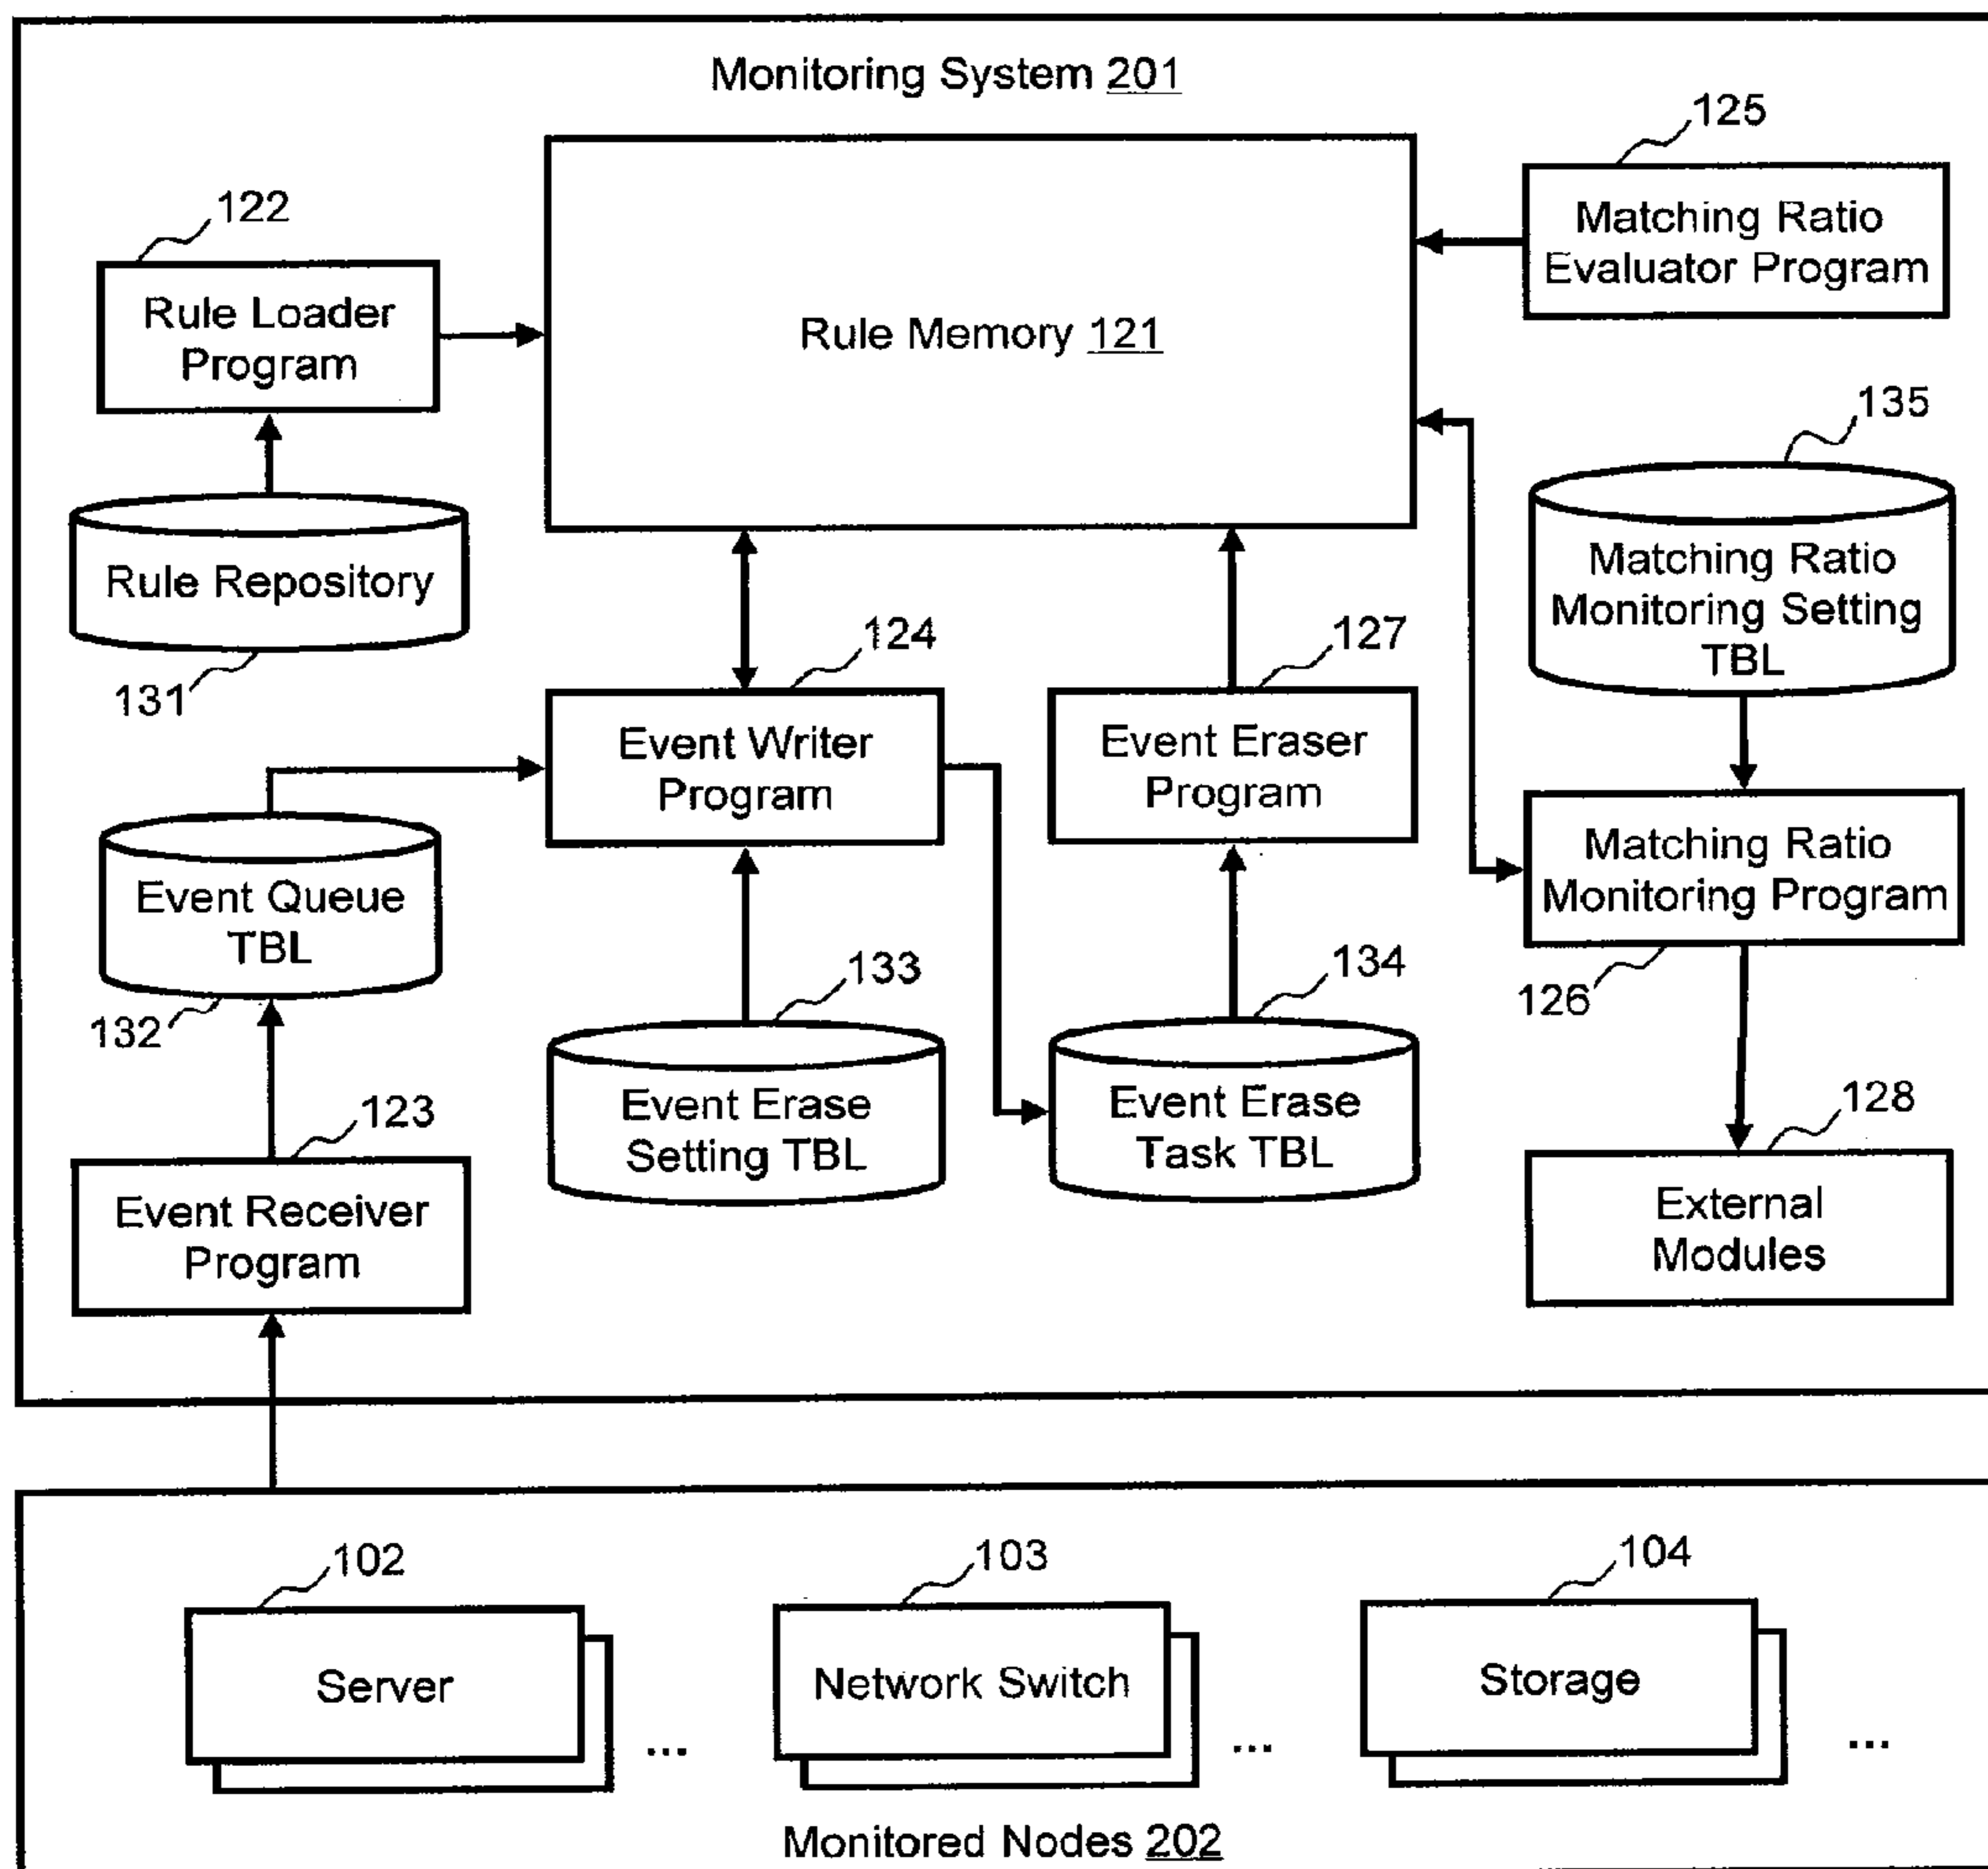 Monitoring System 201
125
Matching Ratio
Evaluator Program
122
Rule Loader
Program
Rule Memory 121
135
Rule Repository
131
Matching Ratio
Monitoring Setting
TBL
124
Event Writer
Program
127
Event Eraser
Program
Matching Ratio
Monitoring Program
126
Event Queue
TBL
132
133
Event Erase
Setting TBL
134
Event Erase
Task TBL
123
Event Receiver
Program
128
External
Modules
102
Server
...
103
Network Switch
...
104
Storage
...
Monitored Nodes 202